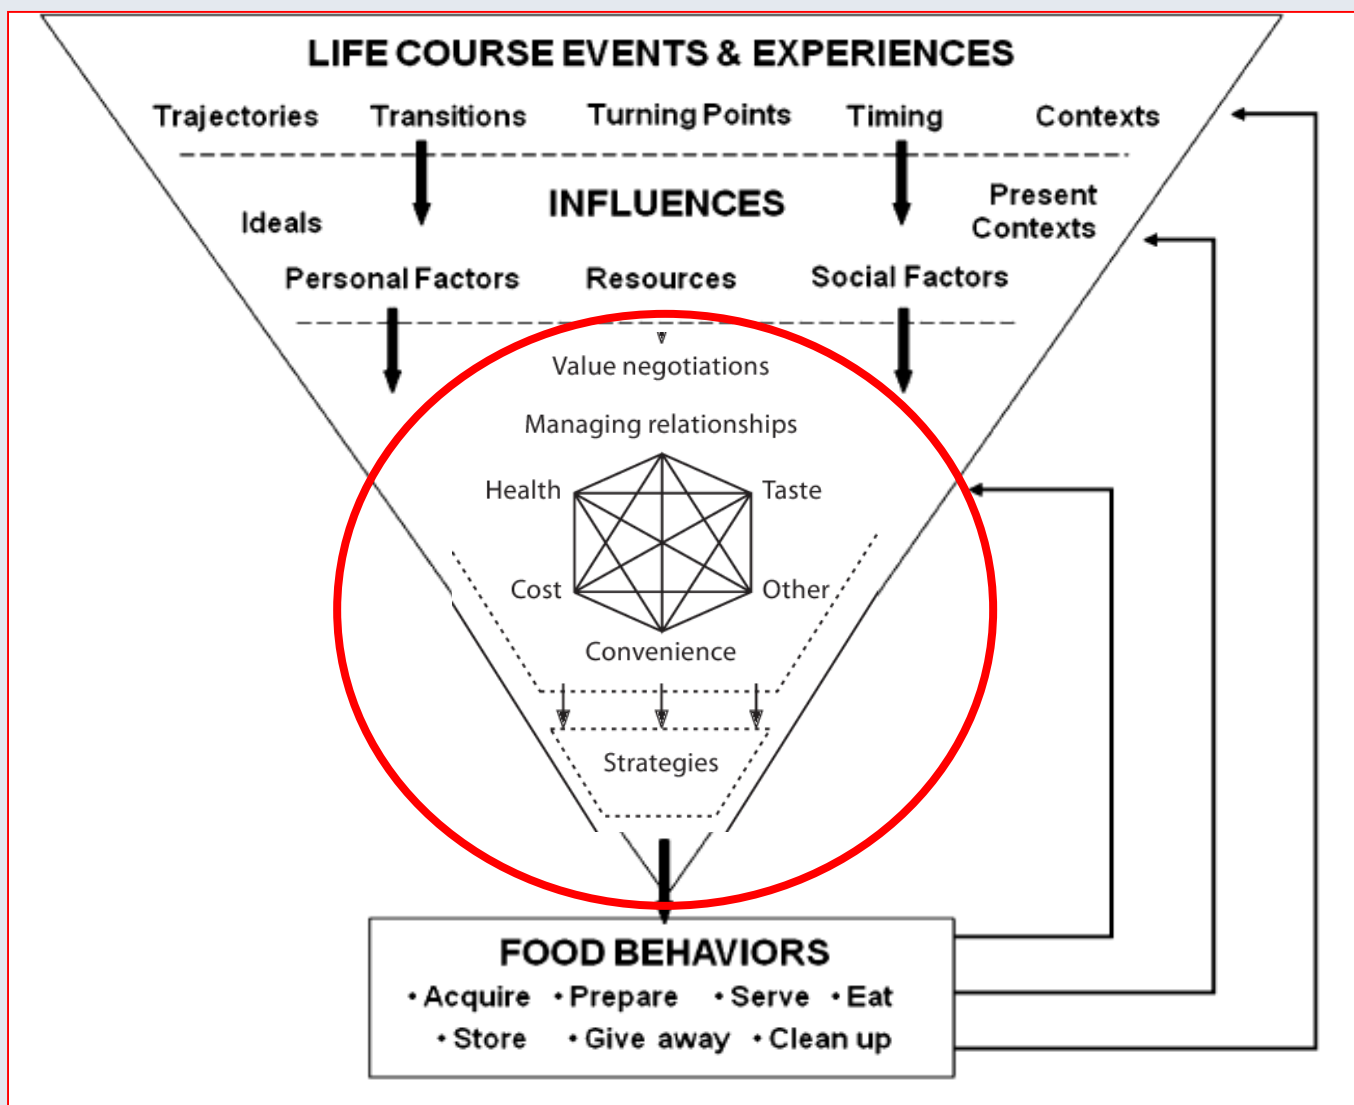 LIFE COURSE EVENTS & EXPERIENCES
Trajectories Transitions Turning Points Timing Contexts
INFLUENCES
Ideals
Present
Contexts
Personal Factors Resources Social Factors
Value negotiations
Managing relationships
Health Taste
Cost Other
Convenience
Strategies
FOOD BEHAVIORS
• Acquire • Prepare • Serve • Eat
• Store • Give away • Clean up